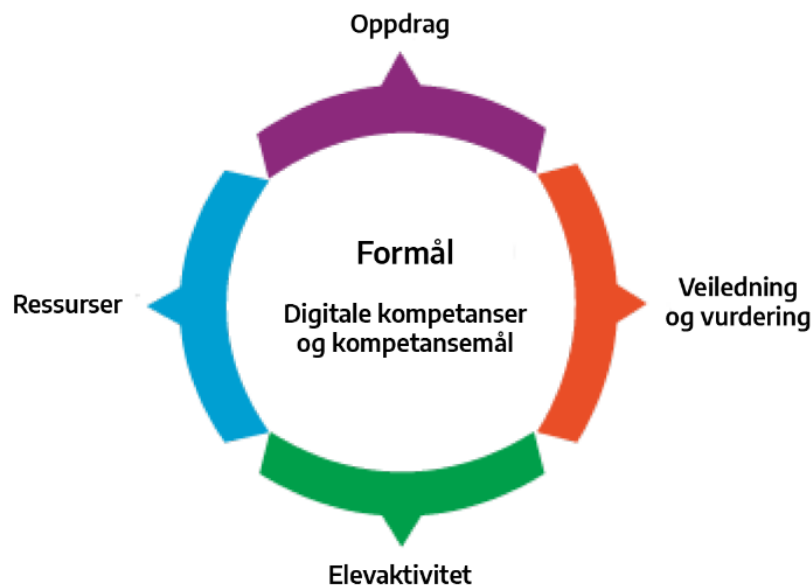 Oppdrag
Formål
Digitale kompetanser
og kompetansemål
Ressurser
Veiledning
og vurdering
Elevaktivitet